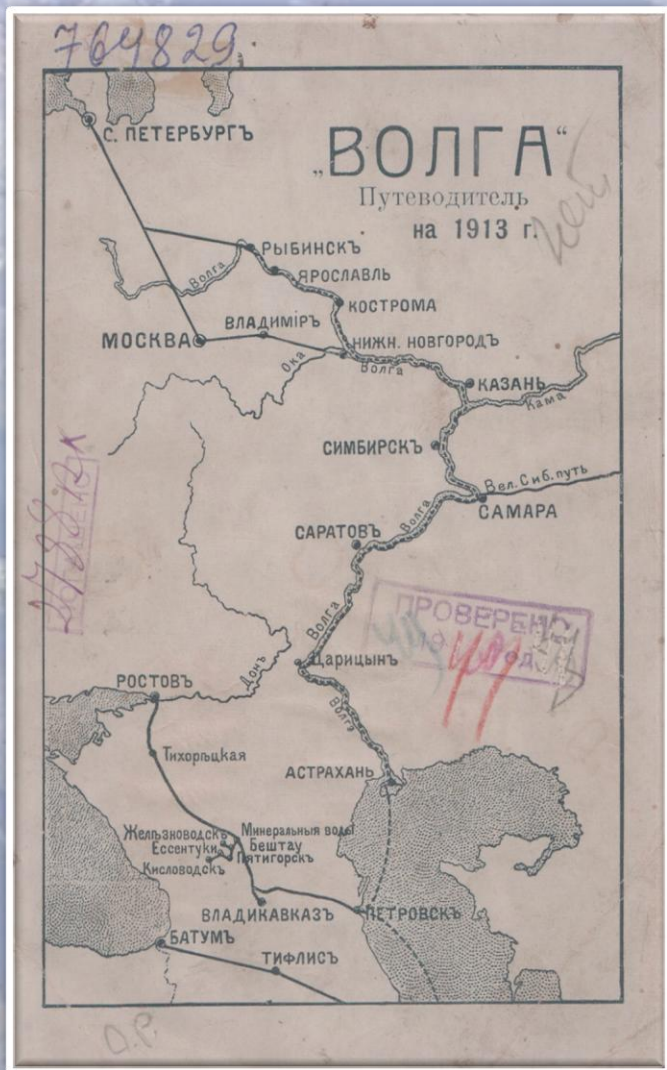 764829
С. ПЕТЕРБУРГЪ
„ВОЛГА“
Путеводитель
на 1913 г.
РЫБИНСКЪ
Волга
ЯРОСЛАВЛЬ
КОСТРОМА
ВЛАДИМІРЪ
МОСКВА
НИЖН. НОВГОРОДЪ
Ока
Волга
КАЗАНЬ
Кама
СИМБИРСКЪ
Вел. Сиб. путь
Волга
САМАРА
САРАТОВЪ
Волга
ПРОВЕРЕНО
Царицынъ
Донъ
РОСТОВЪ
Волга
Тихорѣцкая
АСТРАХАНЬ
Желѣзноводскъ
Минеральныя воды
Ессентуки
Бештау
Пятигорскъ
Кисловодскъ
ВЛАДИКАВКАЗЪ
ПЕТРОВСКЪ
БАТУМЪ
ТИФЛИСЪ